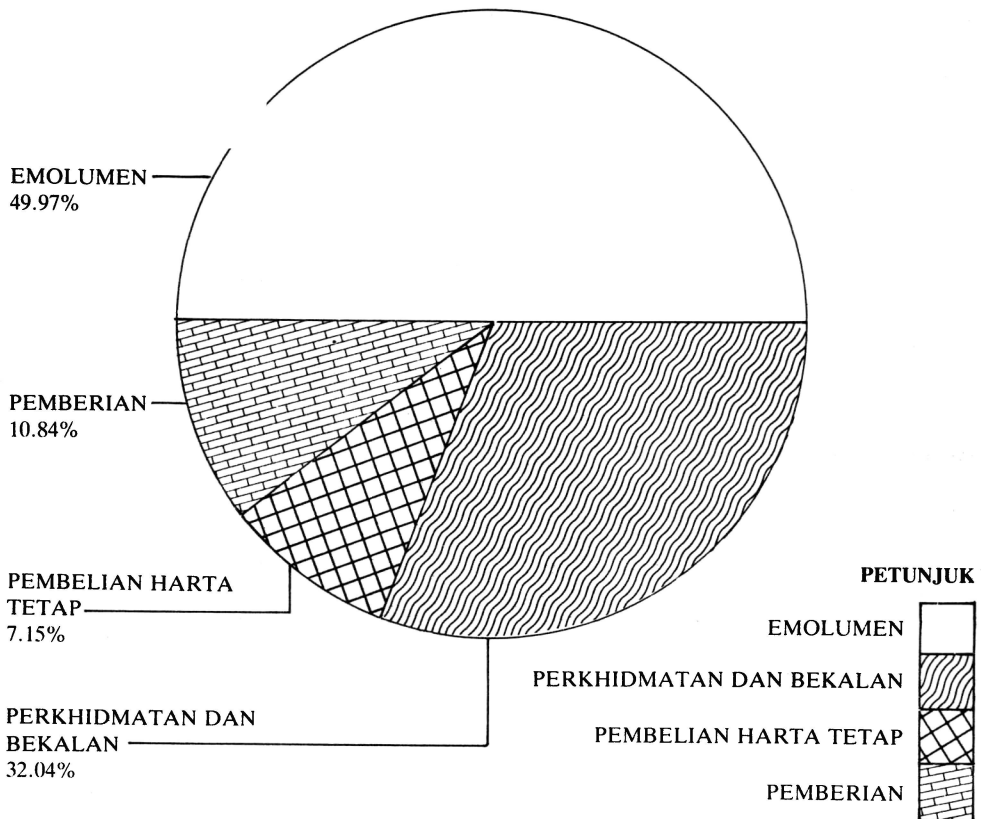 EMOLUMEN
49.97%
PEMBERIAN
10.84%
PEMBELIAN HARTA
TETAP
7.15%
PERKHIDMATAN DAN
BEKALAN
32.04%
PETUNJUK
EMOLUMEN
PERKHIDMATAN DAN BEKALAN
PEMBELIAN HARTA TETAP
PEMBERIAN